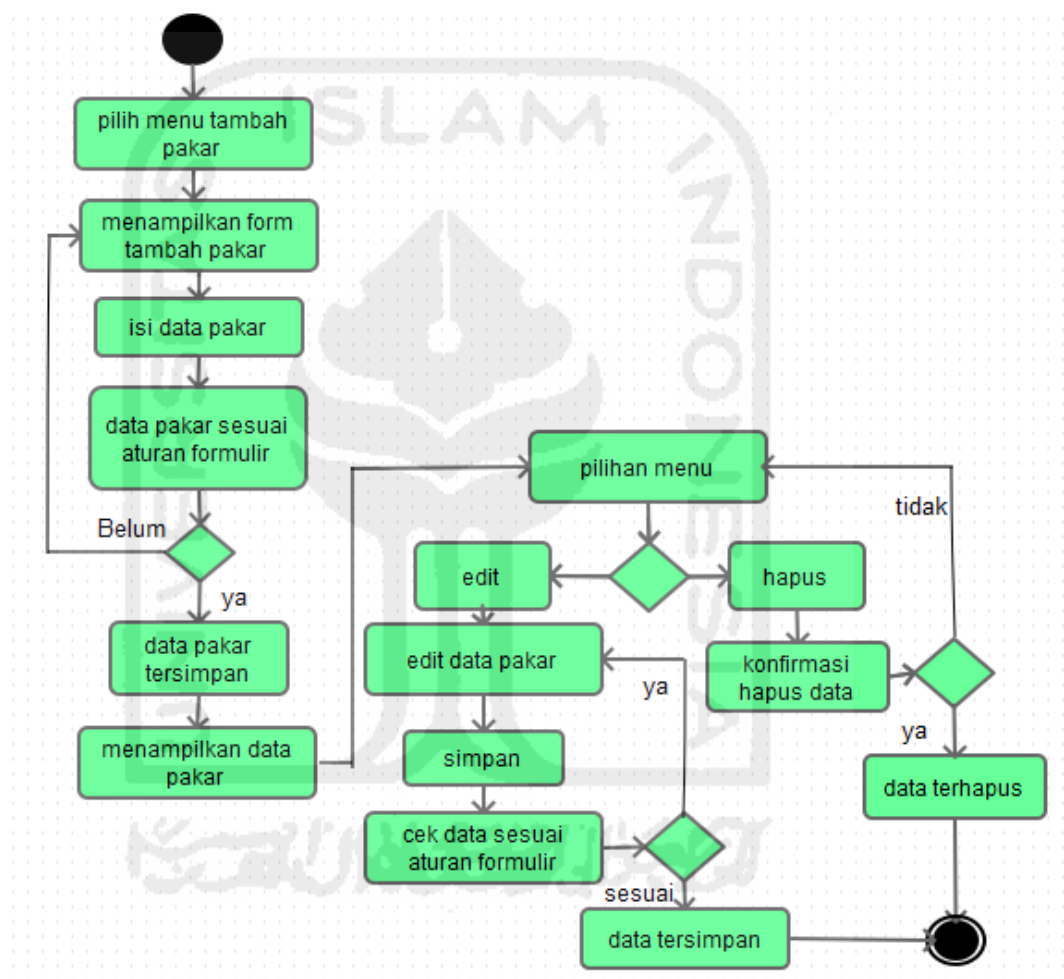 pilih menu tambah
pakar
menampilkan form
tambah pakar
isi data pakar
data pakar sesuai
aturan formulir
Belum
ya
data pakar
tersimpan
menampilkan data
pakar
pilihan menu
edit
hapus
edit data pakar
simpan
cek data sesuai
aturan formulir
ya
sesuai
data tersimpan
konfirmasi
hapus data
tidak
ya
data terhapus
UNIVERSITAS
ISLAM
INDONESIA